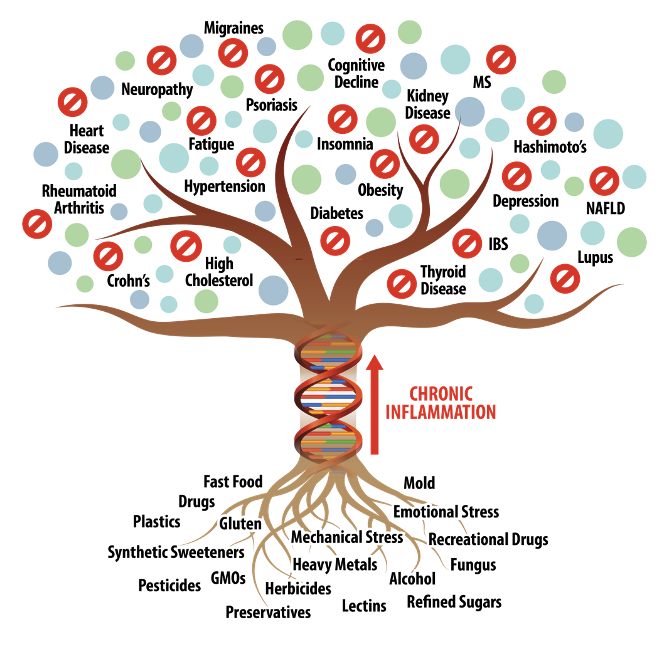 Migraines
Cognitive
Decline
MS
Neuropathy
Psoriasis
Kidney
Disease
Heart
Disease
Fatigue
Insomnia
Hashimoto's
Hypertension
Obesity
Rheumatoid
Arthritis
Depression
NAFLD
Diabetes
IBS
Lupus
Crohn's
High
Cholesterol
Thyroid
Disease
CHRONIC
INFLAMMATION
Fast Food
Mold
Drugs
Emotional Stress
Plastics
Gluten
Mechanical Stress
Recreational Drugs
Synthetic Sweeteners
Heavy Metals
Fungus
Pesticides
GMOs
Herbicides
Alcohol
Preservatives
Lectins
Refined Sugars